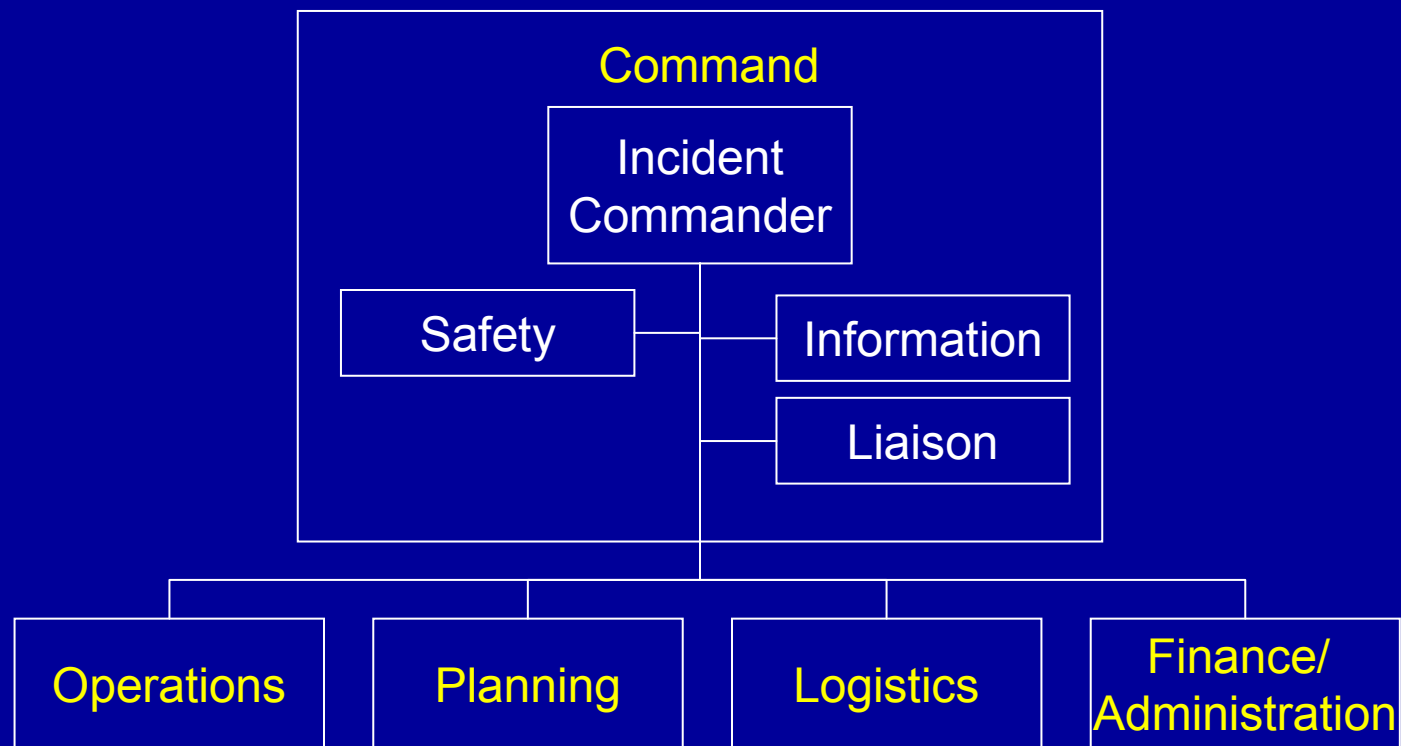 Command
Incident
Commander
Safety
Information
Liaison
Operations
Planning
Logistics
Finance/
Administration